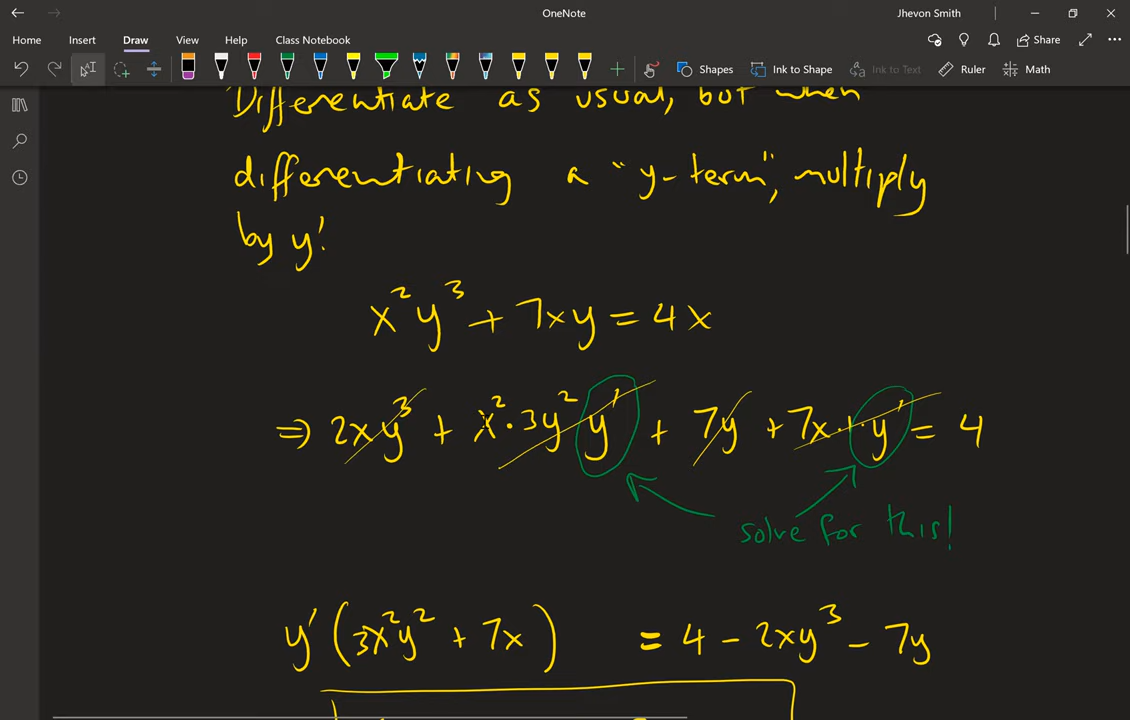 OneNote
Jhevon Smith
Home Insert Draw View Help Class Notebook
Share
Shapes Ink to Shape Ink to Text Ruler Math
Differentiate as usual, but when
differentiating a "y-term", multiply
by y'.
x²y³ + 7xy = 4x
⇒ 2xy³ + x²·3y² y' + 7y + 7x·1·y' = 4
solve for this!
y'(3x²y² + 7x) = 4 - 2xy³ - 7y